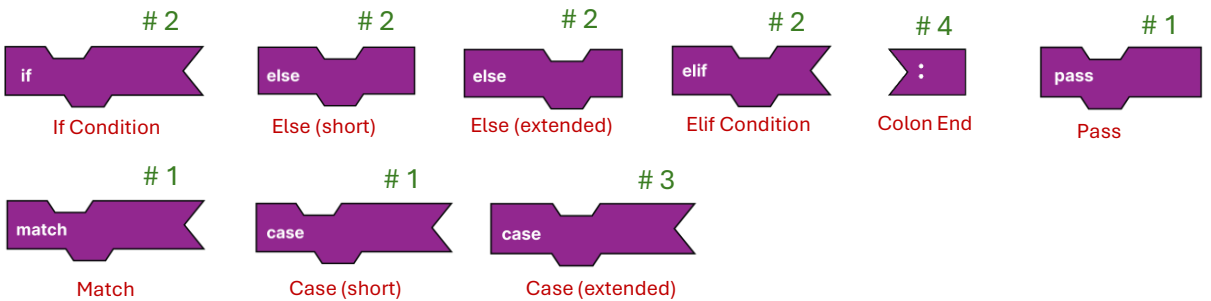 # 2
# 2
# 2
# 2
# 4
# 1
if
else
else
elif
:
pass
If Condition
Else (short)
Else (extended)
Elif Condition
Colon End
Pass
# 1
# 1
# 3
match
case
case
Match
Case (short)
Case (extended)